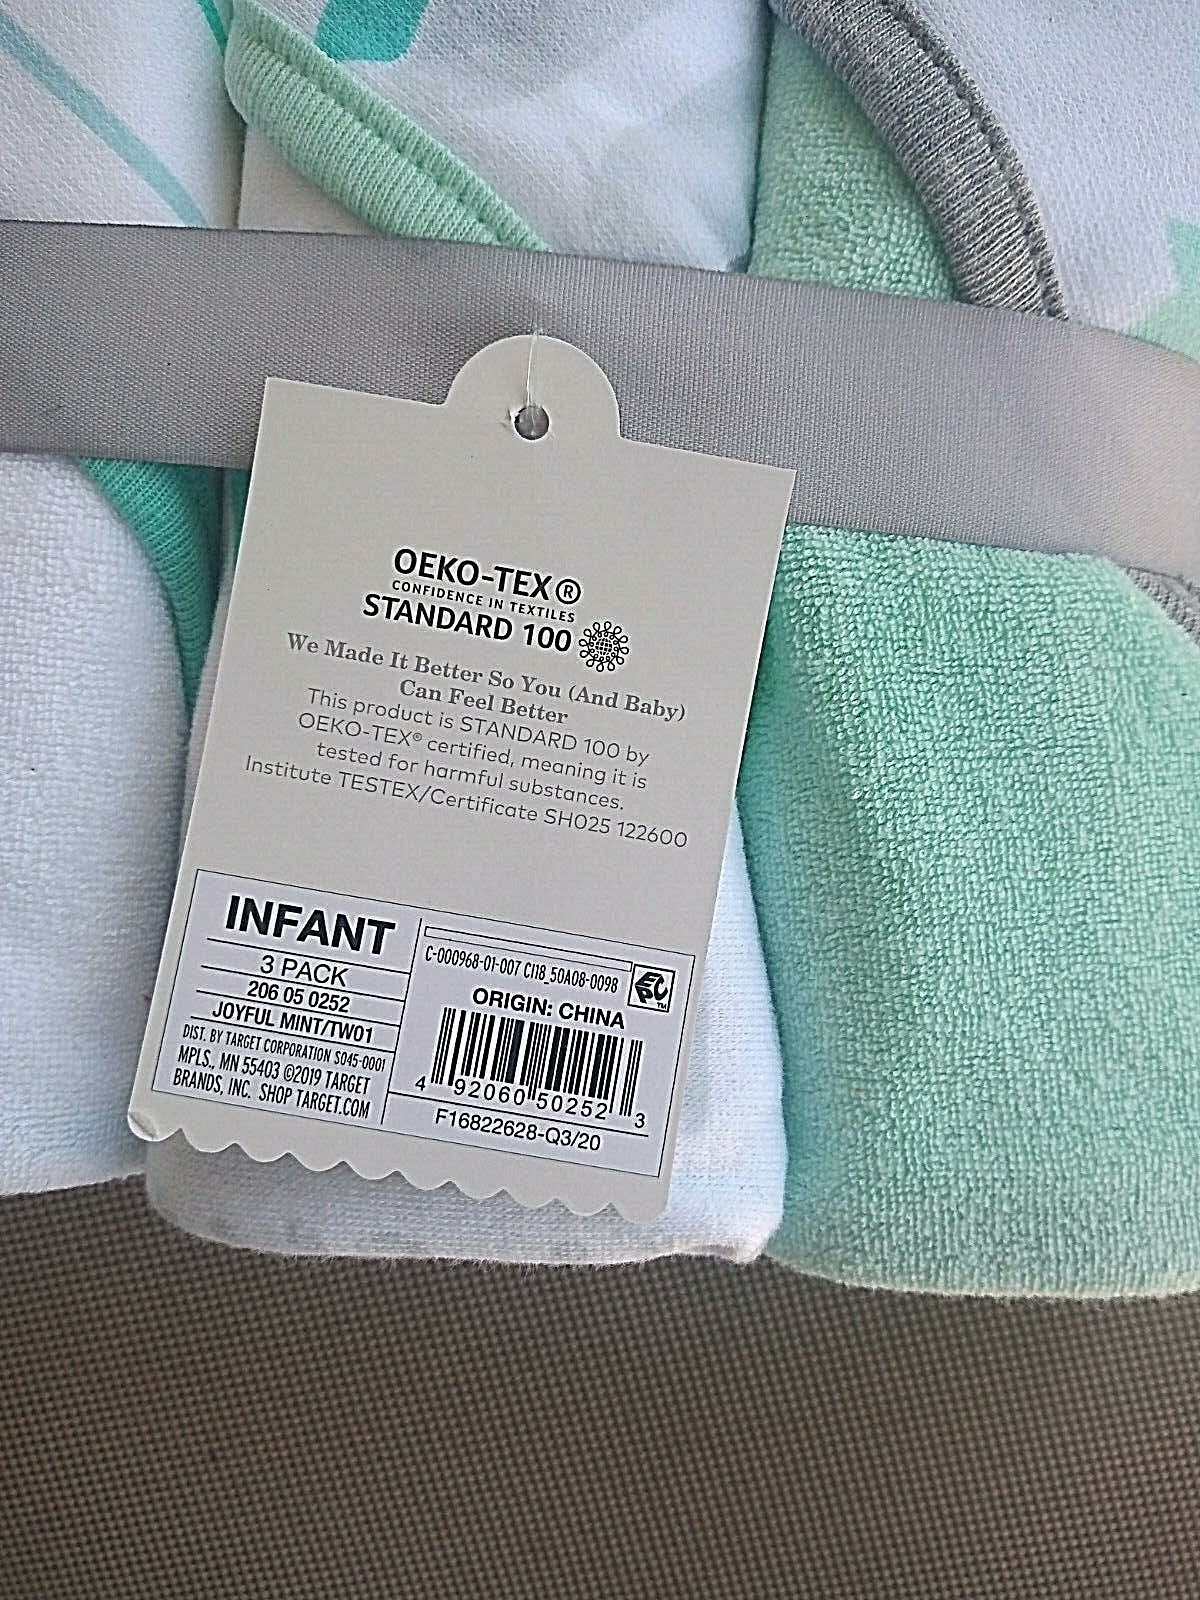 OEKO-TEX®
CONFIDENCE IN TEXTILES
STANDARD 100
We Made It Better So You (And Baby)
Can Feel Better
This product is STANDARD 100 by
OEKO-TEX® certified, meaning it is
tested for harmful substances.
Institute TESTEX/Certificate SH025 122600
INFANT
3 PACK
206 05 0252
JOYFUL MINT/TW01
DIST. BY TARGET CORPORATION S045-0001
MPLS., MN 55403 ©2019 TARGET
BRANDS, INC. SHOP TARGET.COM
C-000968-01-007 CI18_50A08-0098
EPC™
ORIGIN: CHINA
4 92060 50252 3
F16822628-Q3/20